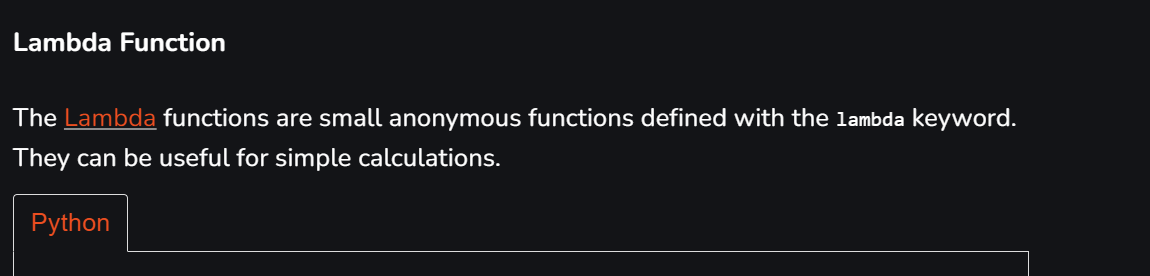 Lambda Function
The Lambda functions are small anonymous functions defined with the lambda keyword.
They can be useful for simple calculations.
Python